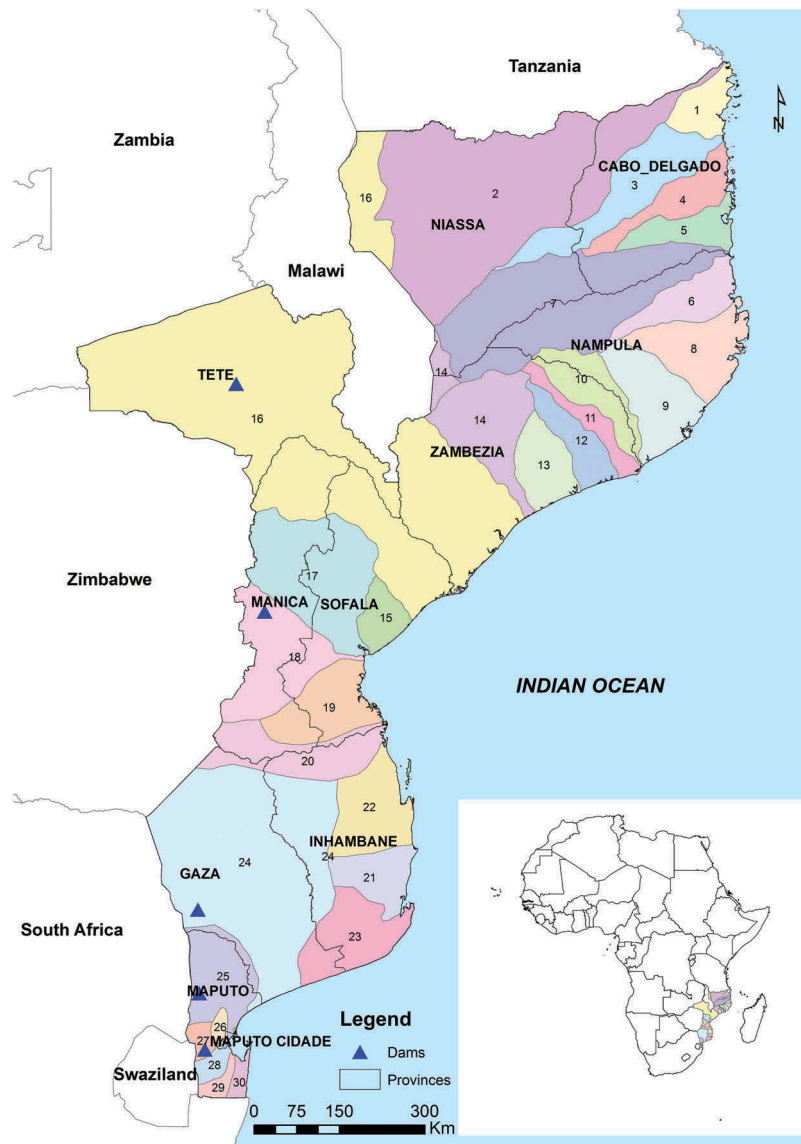 Tanzania
Zambia
1
CABO_DELGADO
2
3
16
4
NIASSA
5
Malawi
7
6
NAMPULA
8
TETE
14
10
9
11
16
14
12
ZAMBEZIA
13
Zimbabwe
17
MANICA
SOFALA
15
18
INDIAN OCEAN
19
20
22
INHAMBANE
24
24
GAZA
21
South Africa
23
25
MAPUTO
26
Legend
27
MAPUTO CIDADE
Dams
28
Provinces
Swaziland
29
30
0 75 150 300
Km
N